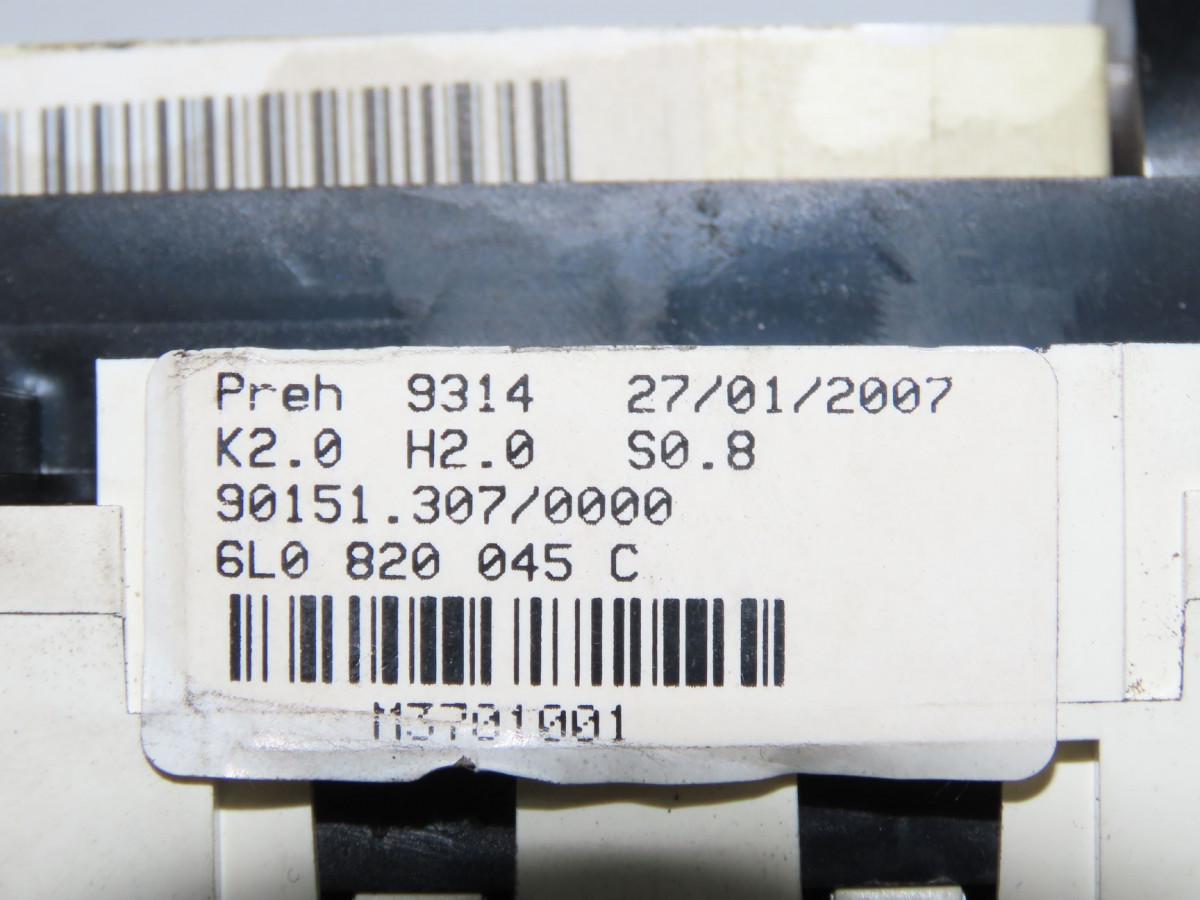 Preh 9314 27/01/2007
K2.0 H2.0 S0.8
90151.307/0000
6L0 820 045 C
M3701001